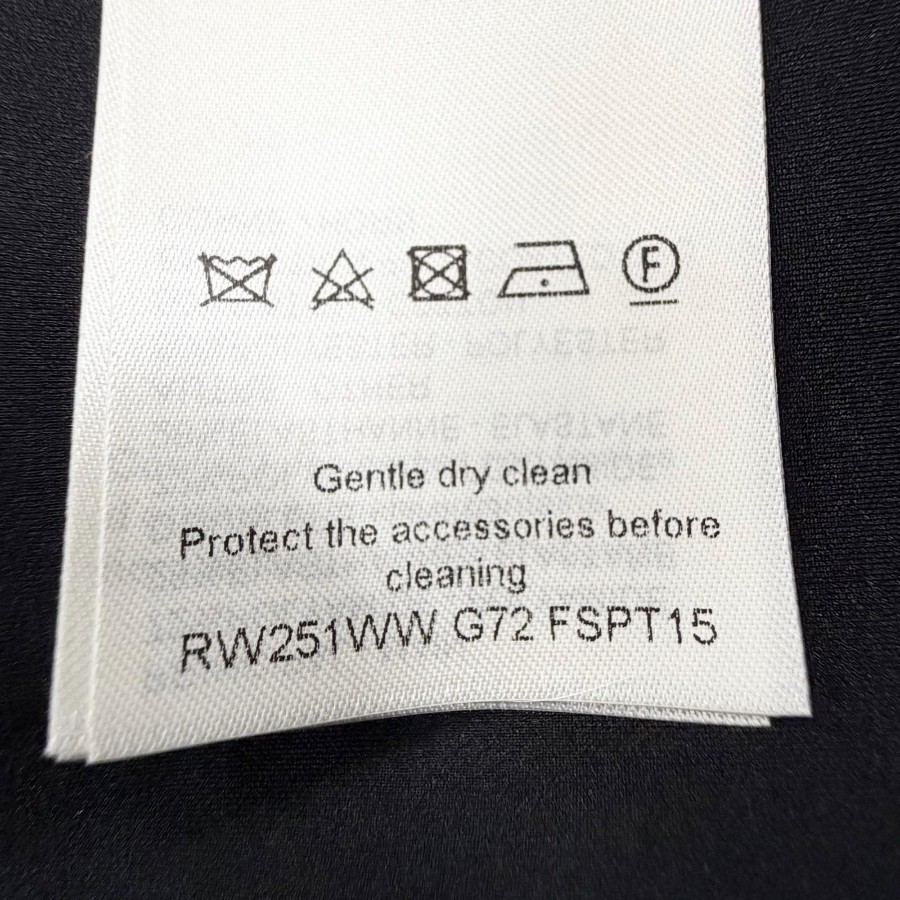 F
Gentle dry clean
Protect the accessories before
cleaning
RW251WW G72 FSPT15